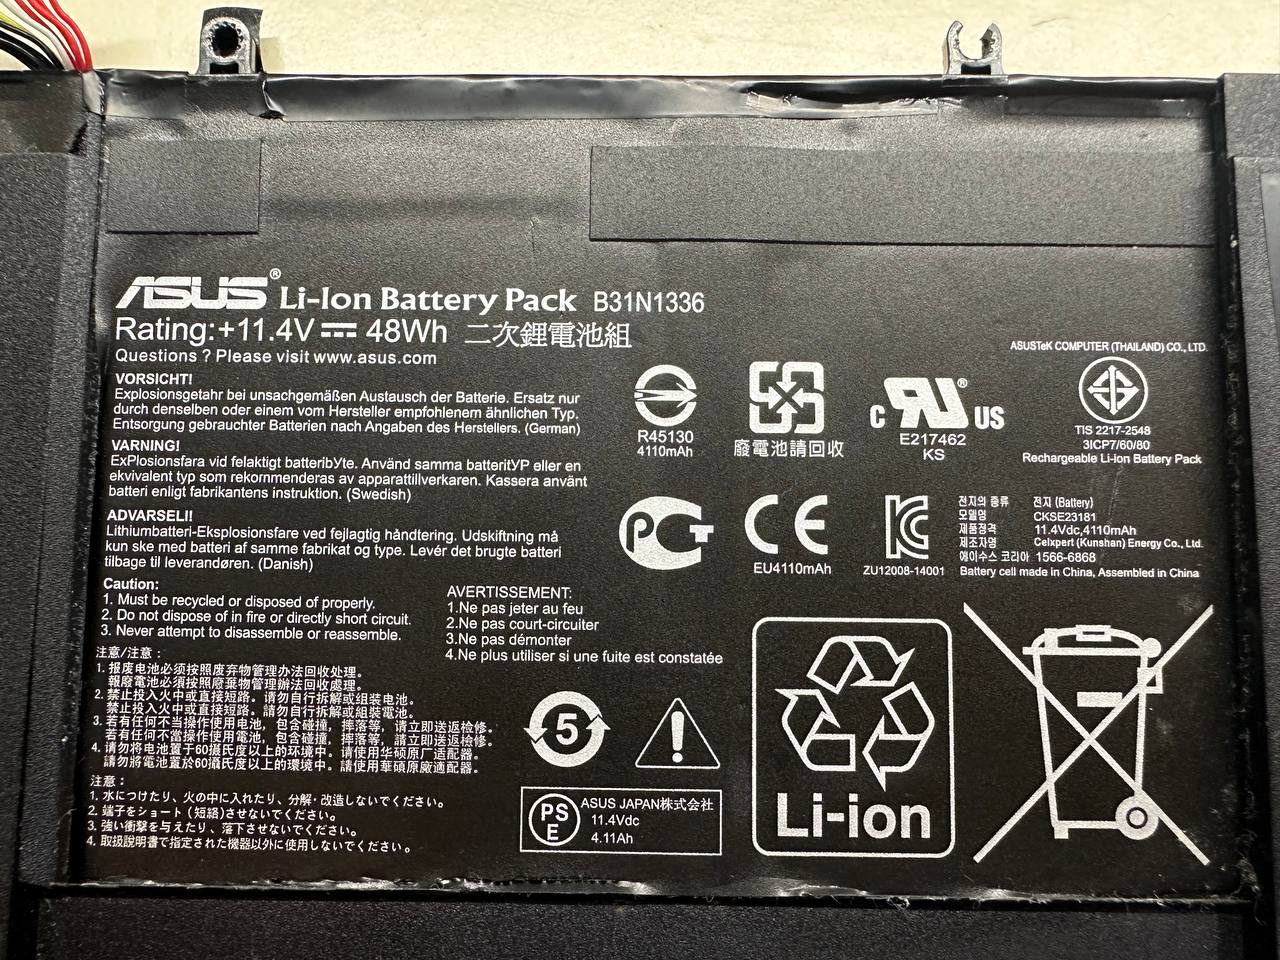 ASUS® Li-Ion Battery Pack B31N1336
Rating:+11.4V 48Wh 二次鋰電池組
Questions ? Please visit www.asus.com
VORSICHT!
Explosionsgetahr bei unsachgemäßen Austausch der Batterie. Ersatz nur
durch denselben oder einem vom Hersteller empfohlenem ähnlichen Typ.
Entsorgung gebrauchter Batterien nach Angaben des Herstellers. (German)
VARNING!
ExPlosionsfara vid felaktigt batteribyte. Använd samma batteritYP eller en
ekvivalent typ som rekommenderas av apparattillverkaren. Kassera använt
batteri enligt fabrikantens instruktion. (Swedish)
ADVARSELI!
Lithiumbatteri-Eksplosionsfare ved fejlagtig håndtering. Udskiftning må
kun ske med batteri af samme fabrikat og type. Levér det brugte batteri
tilbage til leverandøren. (Danish)
Caution:
1. Must be recycled or disposed of properly.
2. Do not dispose of in fire or directly short circuit.
3. Never attempt to disassemble or reassemble.
AVERTISSEMENT:
1.Ne pas jeter au feu
2.Ne pas court-circuiter
3.Ne pas démonter
4.Ne plus utiliser si une fuite est constatée
注意/注意：
1. 报废电池必须按照废弃物管理办法回收处理。
報廢電池必須按照廢棄物管理辦法回收處理。
2. 禁止投入火中或直接短路。请勿自行拆解或组装电池。
禁止投入火中或直接短路。請勿自行拆解或組裝電池。
3. 若有任何不当操作使用电池，包含碰撞，摔落等，请立即送返检修。
若有任何不當操作使用電池，包含碰撞，摔落等，請立即送返檢修。
4. 请勿将电池置于60摄氏度以上的环境中。请使用华硕原厂适配器。
請勿將電池置於60攝氏度以上的環境中。請使用華碩原廠適配器。
注意：
1. 水につけたり、火の中に入れたり、分解·改造しないでください。
2. 端子をショート（短絡）させないでください。
3. 強い衝撃を与えたり、落下させないでください。
4. 取扱説明書で指定された機器以外に使用しないでください。
R45130
4110mAh
廢電池請回收
c RU® US
E217462
KS
ASUSTeK COMPUTER (THAILAND) CO., LTD.
TIS 2217-2548
3ICP7/60/80
Rechargeable Li-ion Battery Pack
PCT
CE
EU4110mAh
KC
ZU12008-14001
전지의 종류 전지 (Battery)
모델명 CKSE23181
제품정격 11.4Vdc, 4110mAh
제조자명 Celxpert (Kunshan) Energy Co., Ltd.
에이수스 코리아 1566-6868
Battery cell made in China, Assembled in China
5
PS
E
ASUS JAPAN株式会社
11.4Vdc
4.11Ah
Li-ion